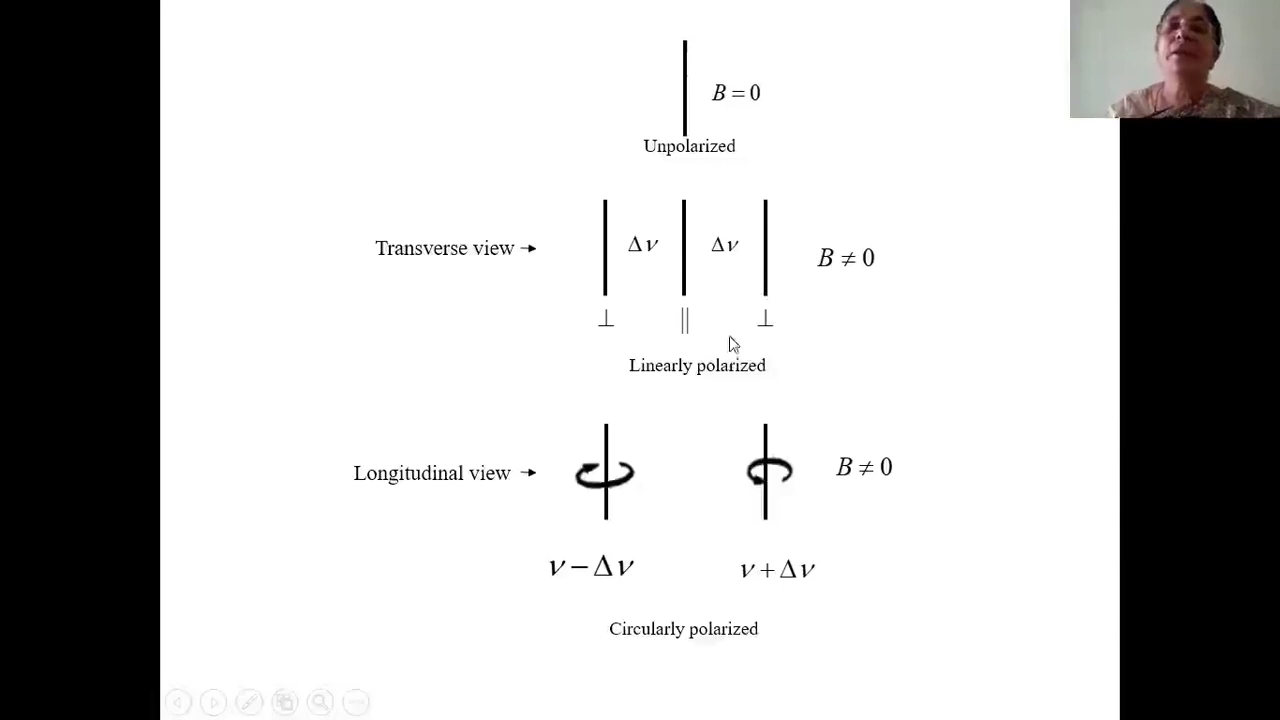 B = 0
Unpolarized
Transverse view →
Δν Δν
B ≠ 0
⊥ || ⊥
Linearly polarized
Longitudinal view →
B ≠ 0
ν − Δν
ν + Δν
Circularly polarized